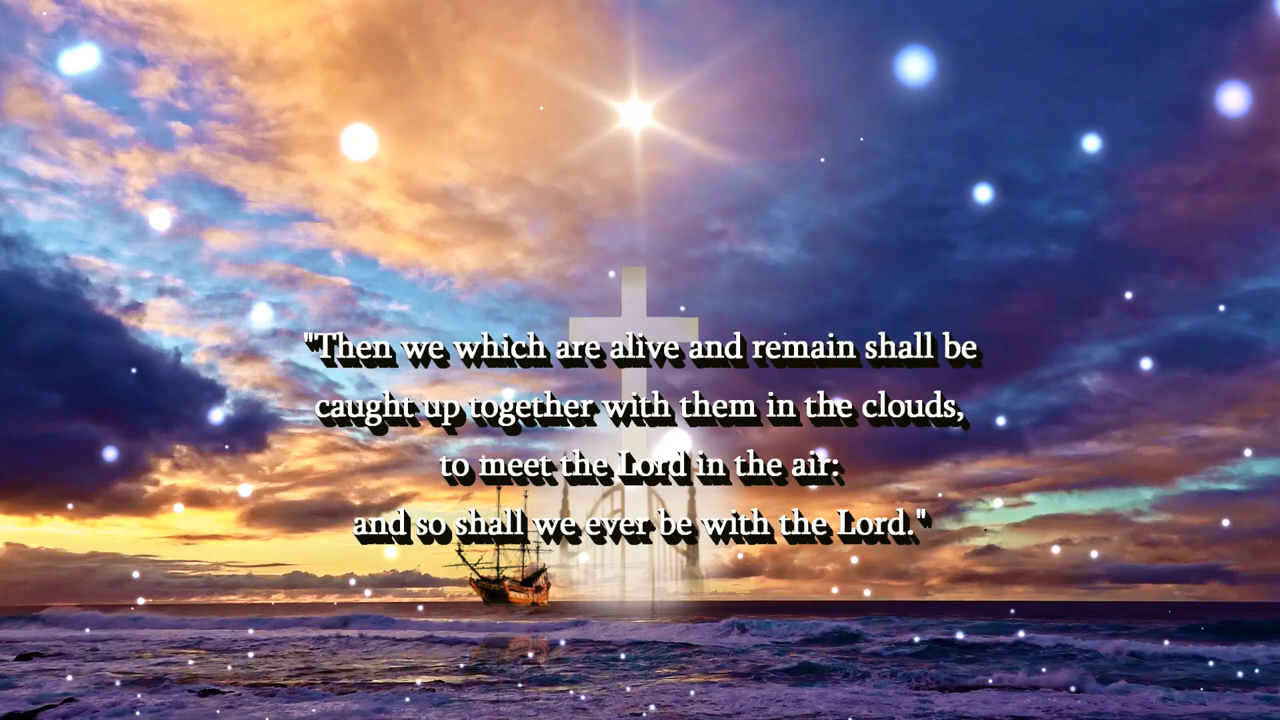 "Then we which are alive and remain shall be
caught up together with them in the clouds,
to meet the Lord in the air:
and so shall we ever be with the Lord."